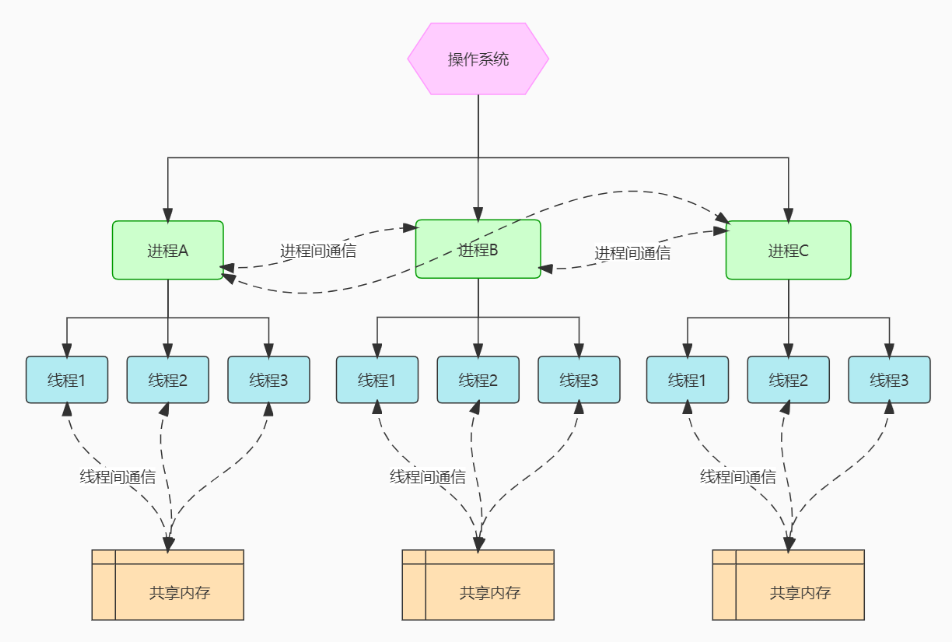 操作系统
进程A
进程间通信
进程B
进程间通信
进程C
线程1
线程2
线程3
线程1
线程2
线程3
线程1
线程2
线程3
线程间通信
线程间通信
线程间通信
共享内存
共享内存
共享内存